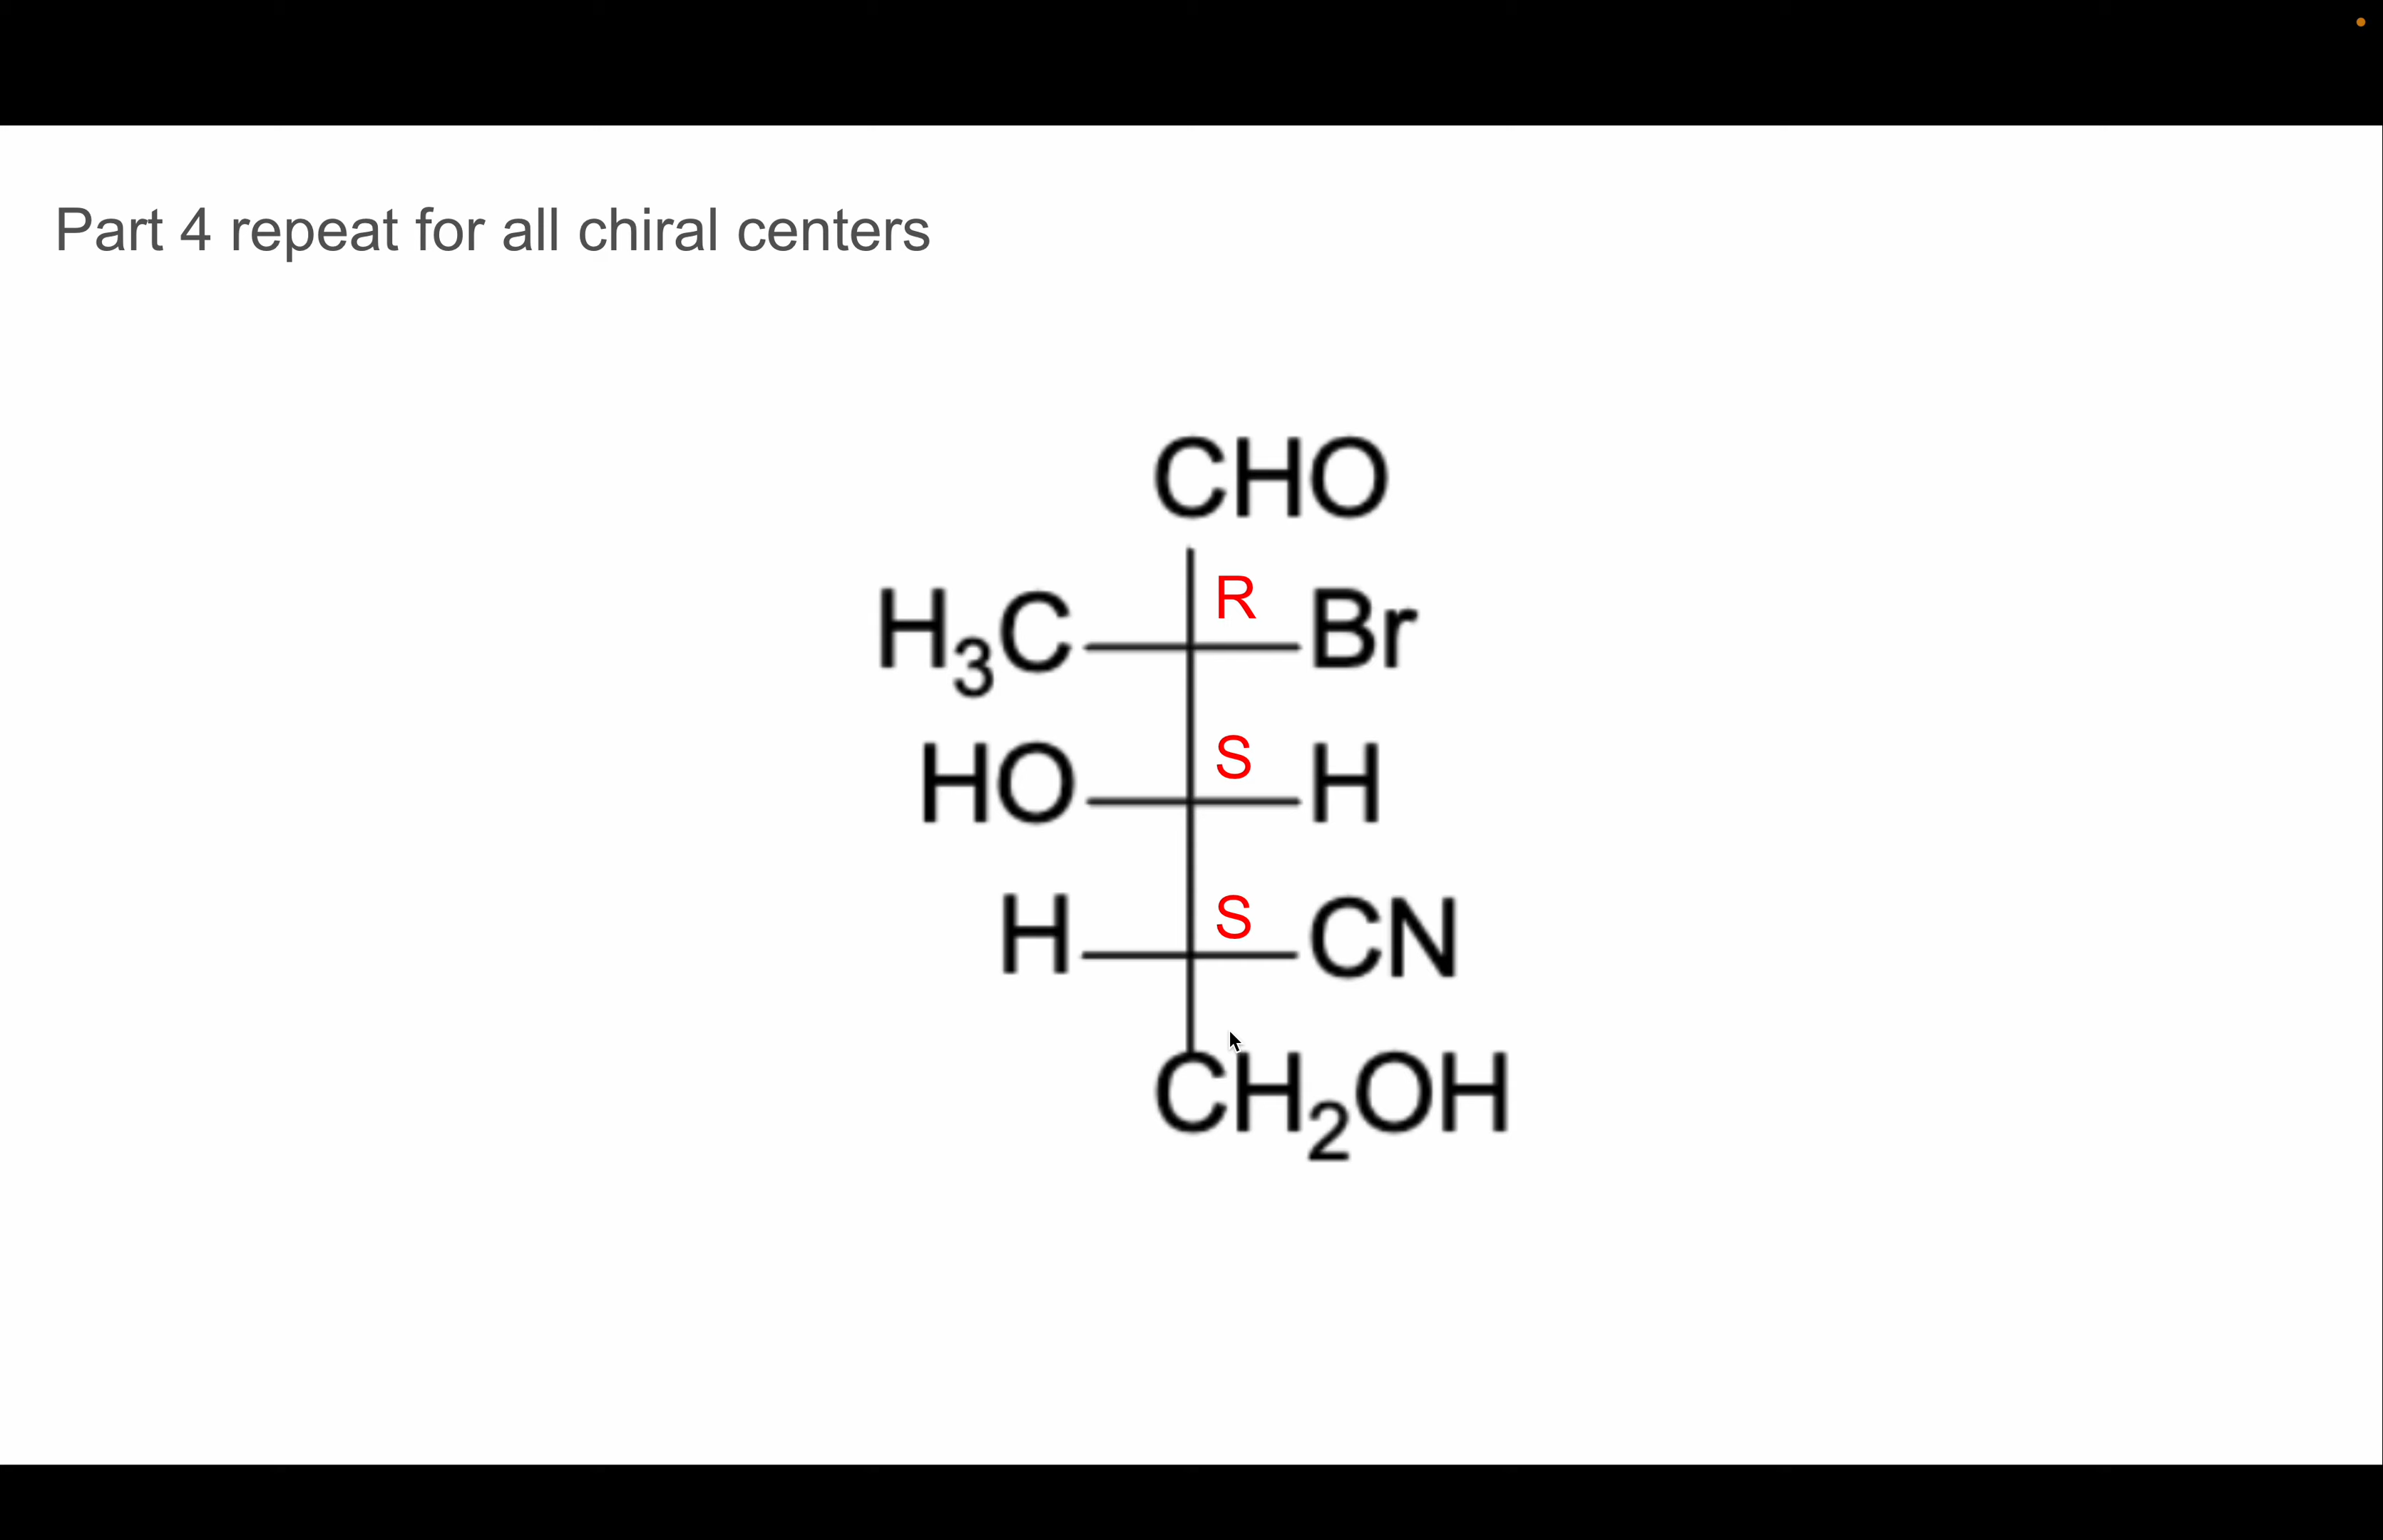 Part 4 repeat for all chiral centers
CHO
H₃C R Br
HO S H
H S CN
CH₂OH